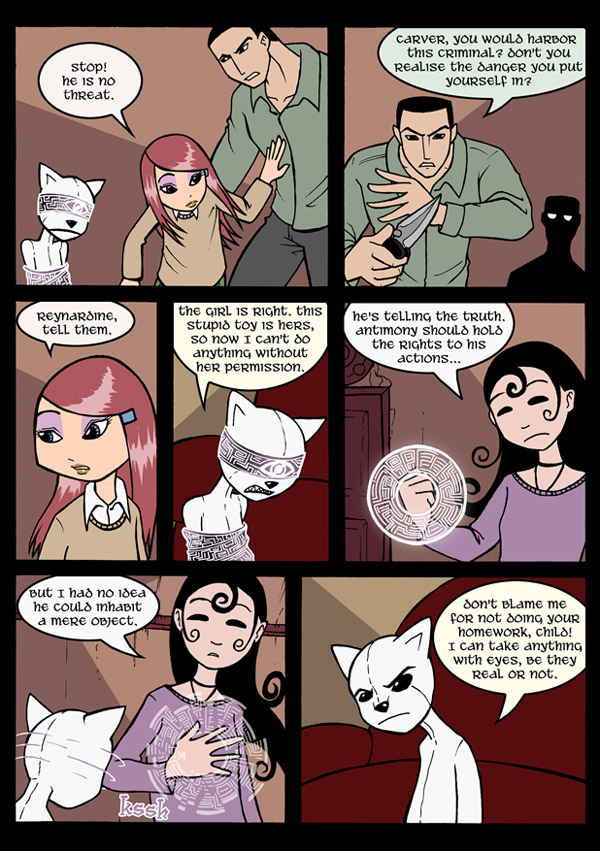 Stop!
He is no
threat.
Carver, you would harbor
this criminal? Don't you
realise the danger you put
yourself in?
Reynardine,
tell them.
The girl is right. This
stupid toy is hers,
so now I can't do
anything without
her permission.
He's telling the truth.
Antimony should hold
the rights to his
actions...
But I had no idea
he could inhabit
a mere object.
kssh
Don't blame me
for not doing your
homework, child!
I can take anything
with eyes, be they
real or not.